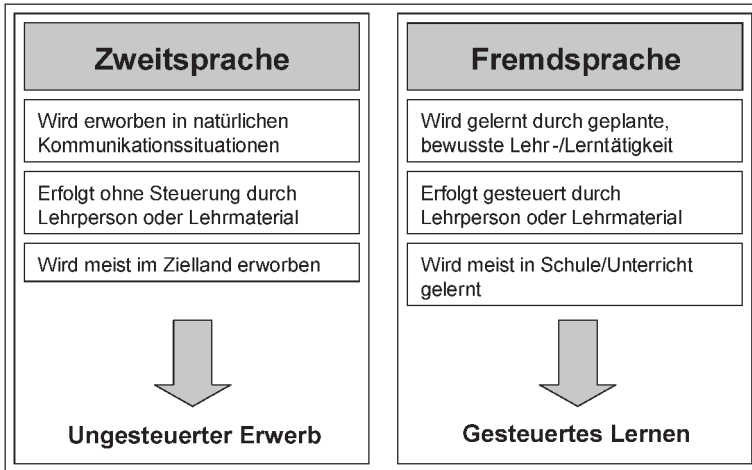 Zweitsprache
Wird erworben in natürlichen
Kommunikationssituationen
Erfolgt ohne Steuerung durch
Lehrperson oder Lehrmaterial
Wird meist im Zielland erworben
Ungesteuerter Erwerb
Fremdsprache
Wird gelernt durch geplante,
bewusste Lehr-/Lerntätigkeit
Erfolgt gesteuert durch
Lehrperson oder Lehrmaterial
Wird meist in Schule/Unterricht
gelernt
Gesteuertes Lernen